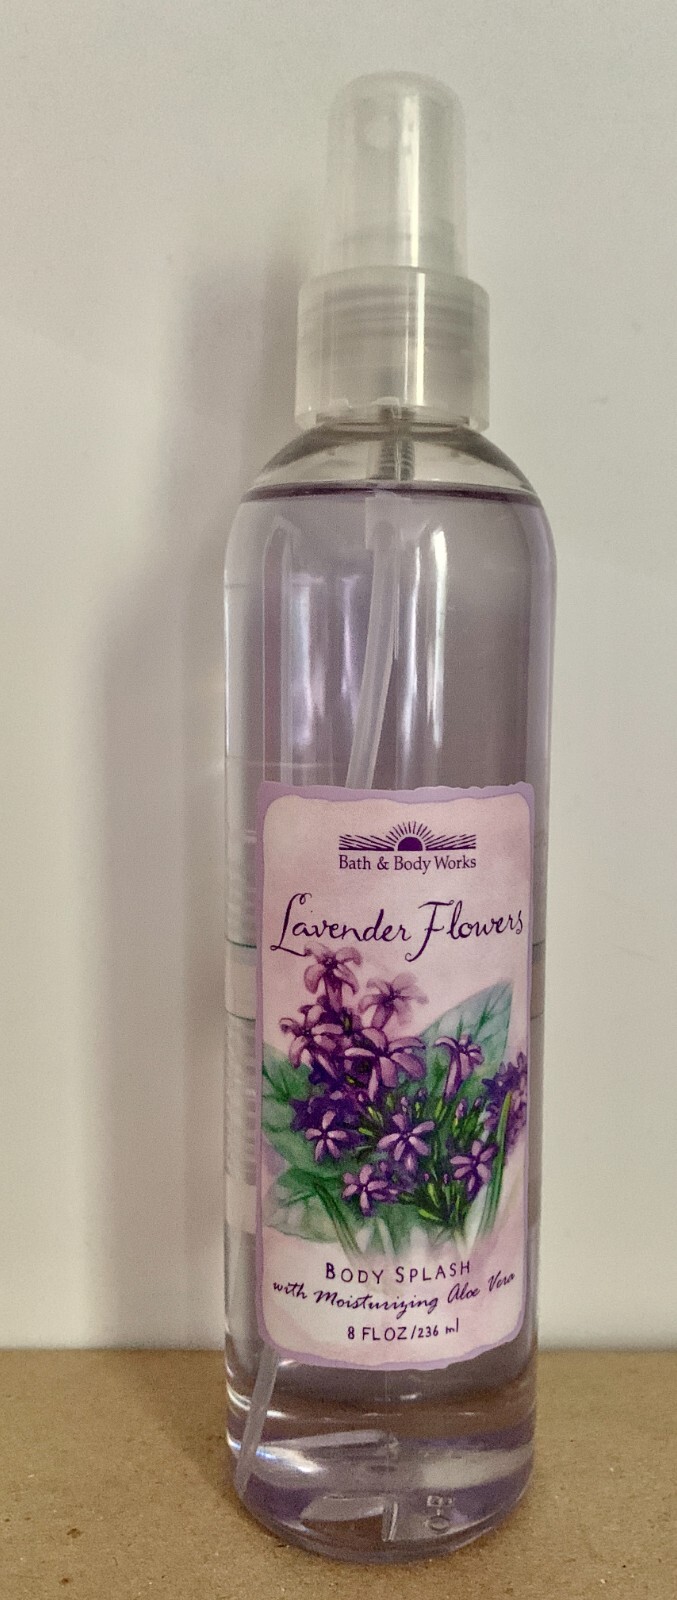 Bath & Body Works
Lavender Flowers
BODY SPLASH
with Moisturizing Aloe Vera
8 FL OZ/236 ml